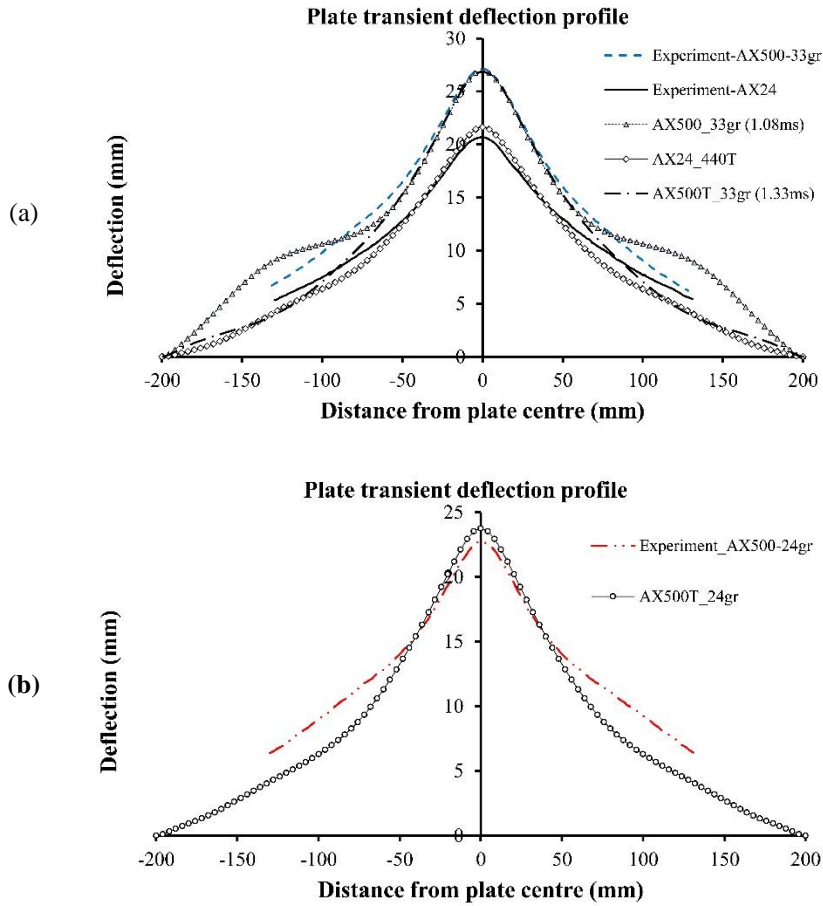 Plate transient deflection profile
30
25
20
15
10
5
0
-200
-150
-100
-50
0
50
100
150
200
Deflection (mm)
Distance from plate centre (mm)
Experiment-AX500-33gr
Experiment-AX24
AX500_33gr (1.08ms)
AX24_440T
AX500T_33gr (1.33ms)
(a)
Plate transient deflection profile
25
20
15
10
5
0
-200
-150
-100
-50
0
50
100
150
200
Deflection (mm)
Distance from plate centre (mm)
Experiment_AX500-24gr
AX500T_24gr
(b)